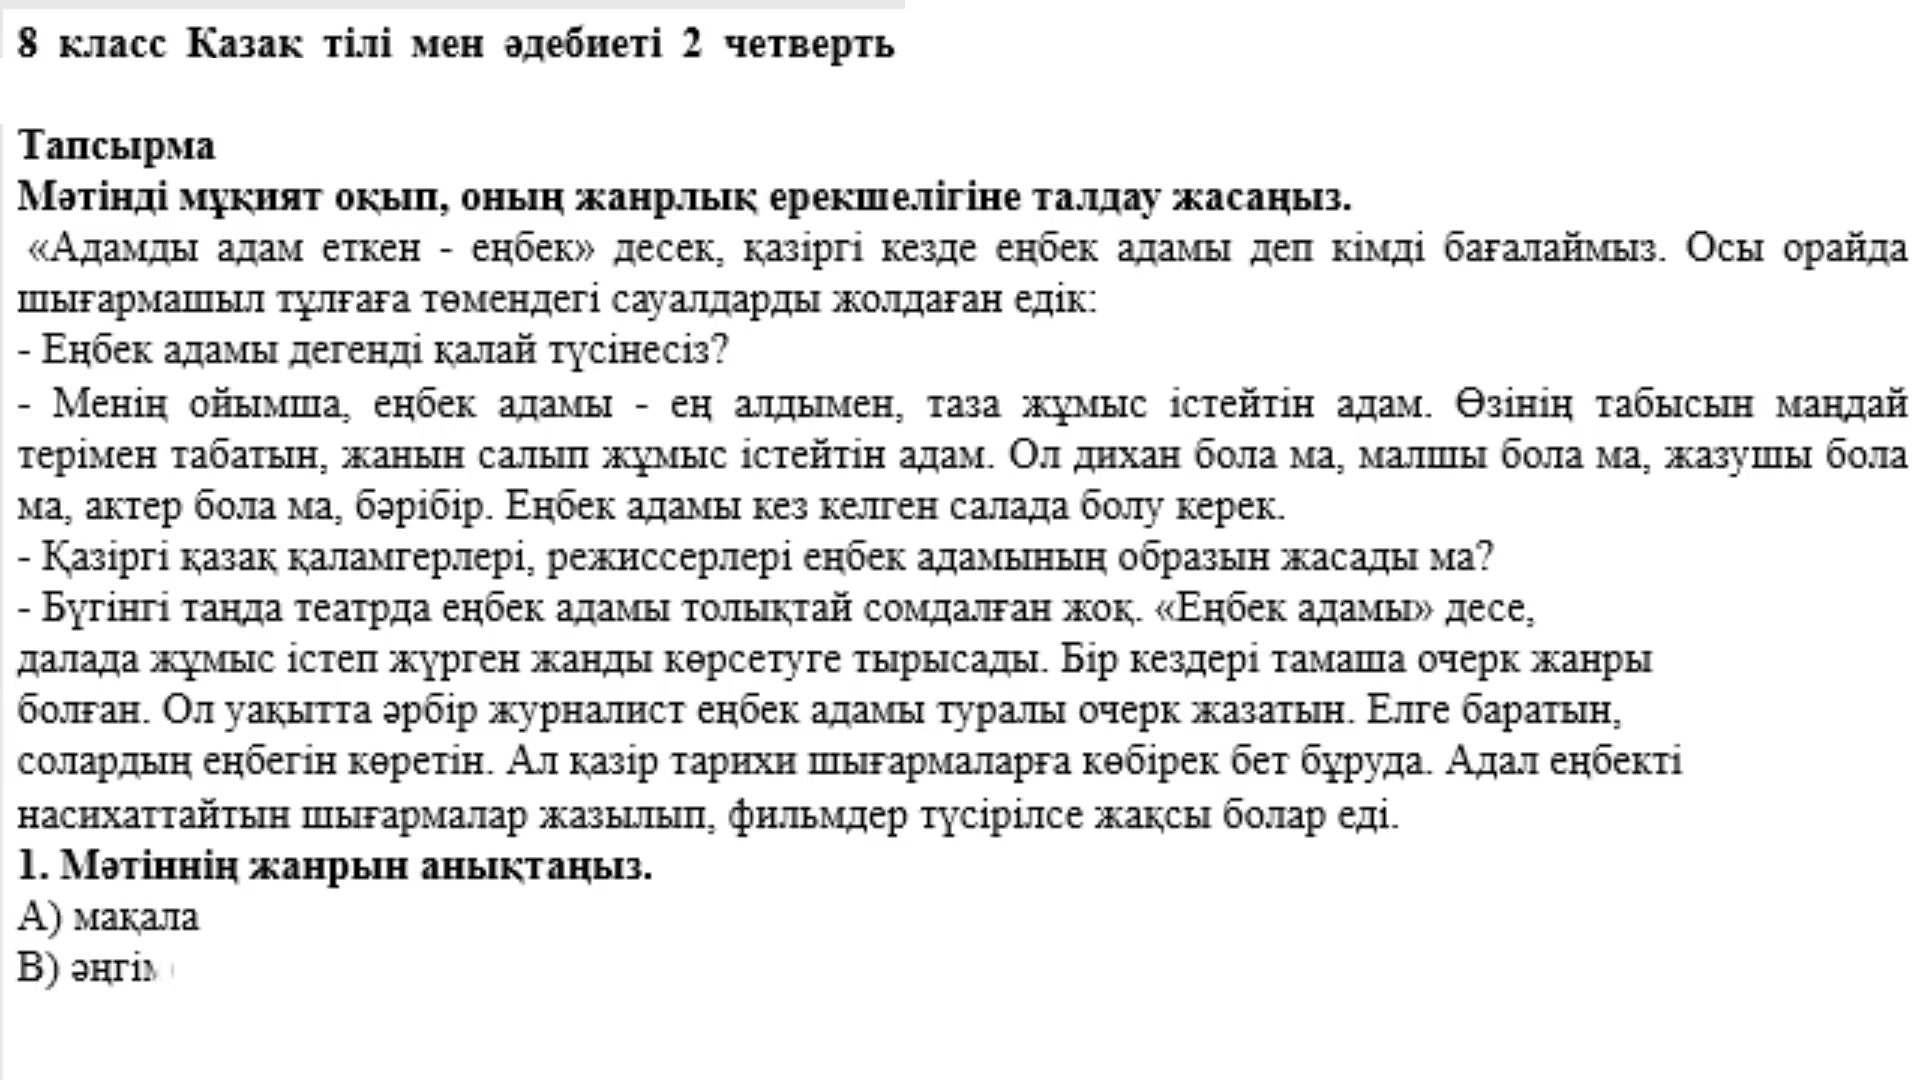 8 класс Қазақ тілі мен әдебиеті 2 четверть
Тапсырма
Мәтінді мұқият оқып, оның жанрлық ерекшелігіне талдау жасаңыз.
«Адамды адам еткен - еңбек» десек, қазіргі кезде еңбек адамы деп кімді бағалаймыз. Осы орайда
шығармашыл тұлғаға төмендегі сауалдарды жолдаған едік:
- Еңбек адамы дегенді қалай түсінесіз?
- Менің ойымша, еңбек адамы - ең алдымен, таза жұмыс істейтін адам. Өзінің табысын маңдай
терімен табатын, жанын салып жұмыс істейтін адам. Ол дихан бола ма, малшы бола ма, жазушы бола
ма, актер бола ма, бәрібір. Еңбек адамы кез келген салада болу керек.
- Қазіргі қазақ қаламгерлері, режиссерлері еңбек адамының образын жасады ма?
- Бүгінгі таңда театрда еңбек адамы толықтай сомдалған жоқ. «Еңбек адамы» десе,
далада жұмыс істеп жүрген жанды көрсетуге тырысады. Бір кездері тамаша очерк жанры
болған. Ол уақытта әрбір журналист еңбек адамы туралы очерк жазатын. Елге баратын,
солардың еңбегін көретін. Ал қазір тарихи шығармаларға көбірек бет бұруда. Адал еңбекті
насихаттайтын шығармалар жазылып, фильмдер түсірілсе жақсы болар еді.
1. Мәтіннің жанрын анықтаңыз.
А) мақала
В)